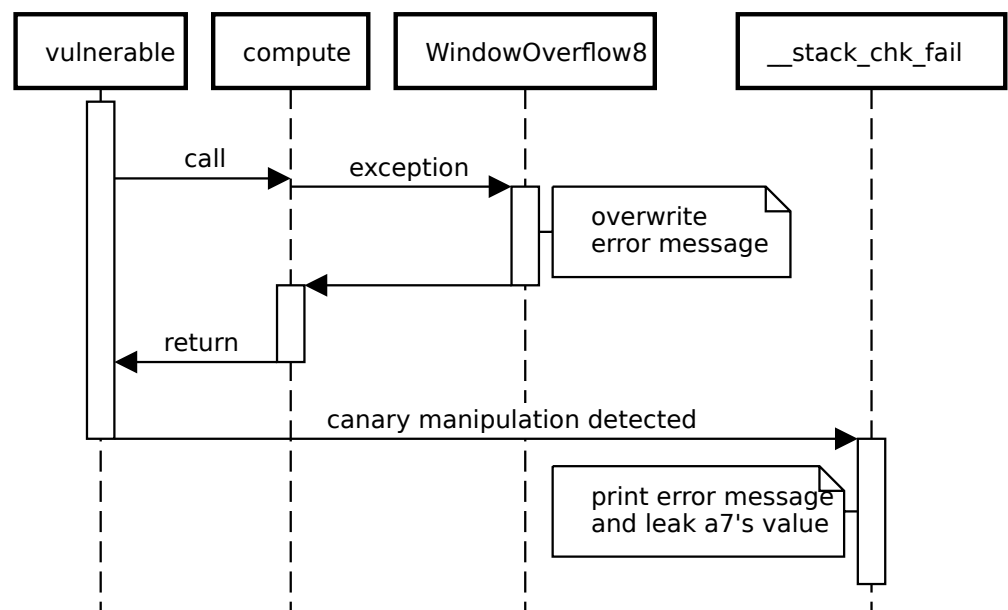 vulnerable
compute
WindowOverflow8
__stack_chk_fail
call
exception
overwrite
error message
return
canary manipulation detected
print error message
and leak a7's value